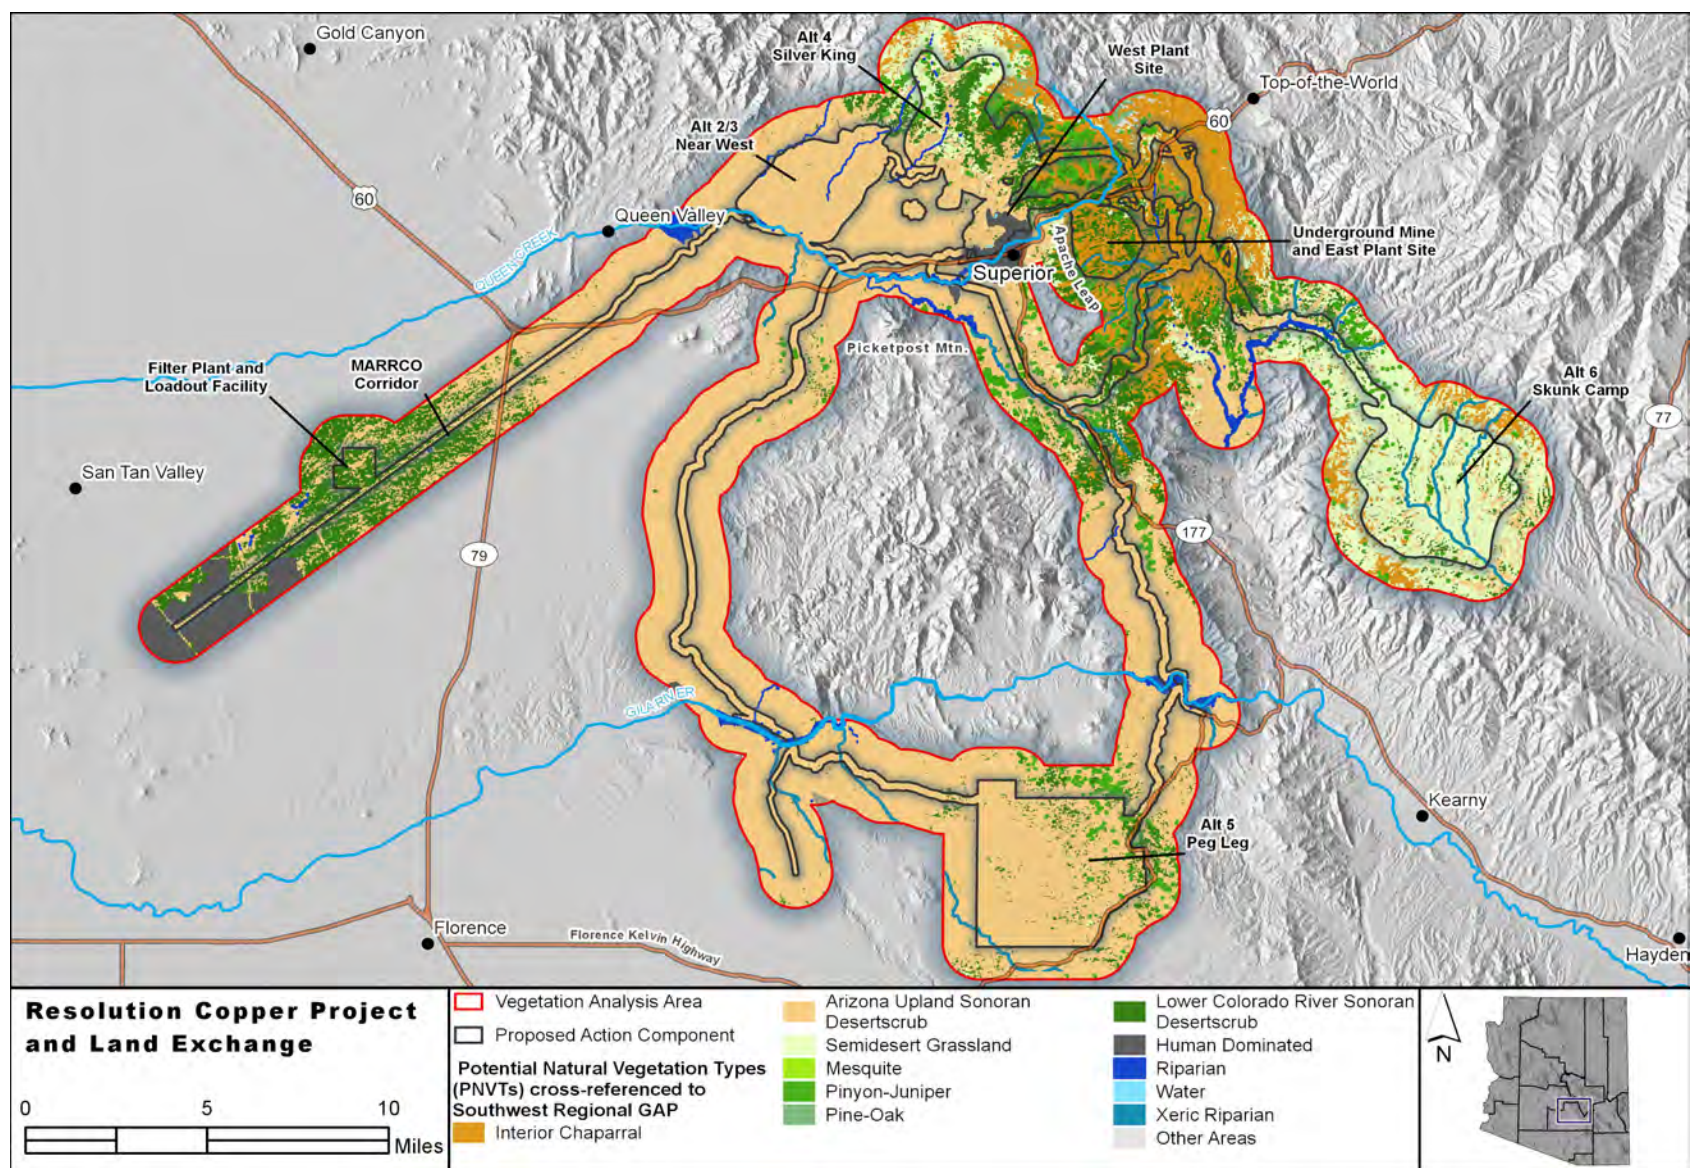 Gold Canyon
Alt 4
Silver King
West Plant
Site
Top-of-the-World
60
Alt 2/3
Near West
60
Queen Valley
QUEEN CREEK
Superior
Apache Leap
Underground Mine
and East Plant Site
Picketpost Mtn.
Filter Plant and
Loadout Facility
MARRCO
Corridor
Alt 6
Skunk Camp
77
San Tan Valley
79
177
GILA RIVER
Kearny
Alt 5
Peg Leg
Florence
Florence Kelvin Highway
Hayden
Resolution Copper Project
and Land Exchange
0 5 10
Miles
Vegetation Analysis Area
Proposed Action Component
Potential Natural Vegetation Types
(PNVTs) cross-referenced to
Southwest Regional GAP
Interior Chaparral
Arizona Upland Sonoran
Desertscrub
Semidesert Grassland
Mesquite
Pinyon-Juniper
Pine-Oak
Lower Colorado River Sonoran
Desertscrub
Human Dominated
Riparian
Water
Xeric Riparian
Other Areas
N